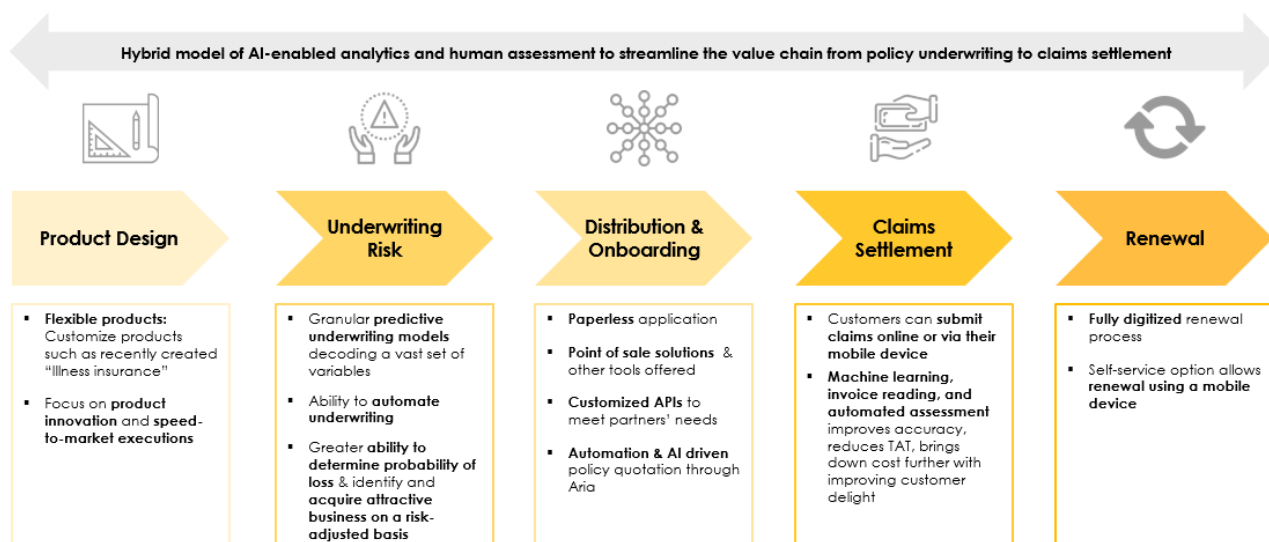 Hybrid model of AI-enabled analytics and human assessment to streamline the value chain from policy underwriting to claims settlement
Product Design
Underwriting
Risk
Distribution &
Onboarding
Claims
Settlement
Renewal
▪ Flexible products:
Customize products
such as recently created
"Illness insurance"
▪ Focus on product
innovation and speed-
to-market executions
▪ Granular predictive
underwriting models
decoding a vast set of
variables
▪ Ability to automate
underwriting
▪ Greater ability to
determine probability of
loss & identify and
acquire attractive
business on a risk-
adjusted basis
▪ Paperless application
▪ Point of sale solutions &
other tools offered
▪ Customized APIs to
meet partners' needs
▪ Automation & AI driven
policy quotation through
Aria
▪ Customers can submit
claims online or via their
mobile device
▪ Machine learning,
invoice reading, and
automated assessment
improves accuracy,
reduces TAT, brings
down cost further with
improving customer
delight
▪ Fully digitized renewal
process
▪ Self-service option allows
renewal using a mobile
device